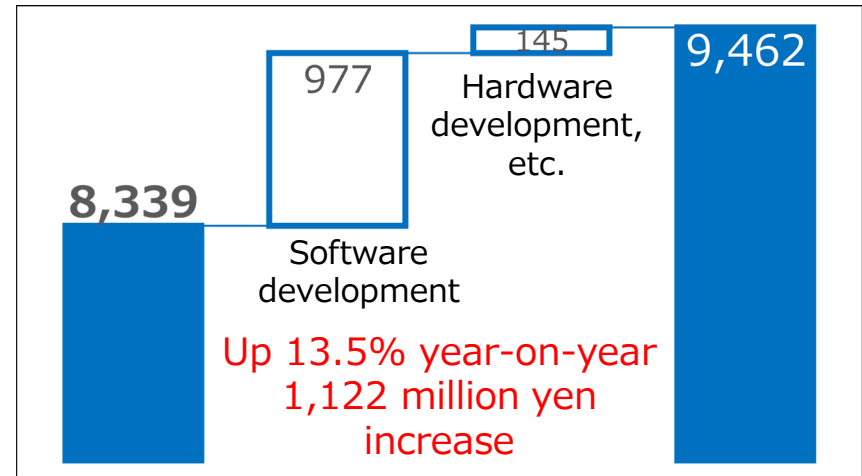 8,339
977
Software
development
145
Hardware
development,
etc.
9,462
Up 13.5% year-on-year
1,122 million yen
increase